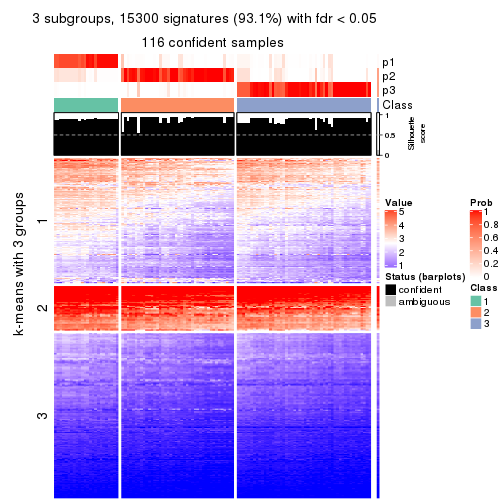 3 subgroups, 15300 signatures (93.1%) with fdr < 0.05
116 confident samples
p1
p2
p3
Class
1
0.5
0
Silhouette
score
k-means with 3 groups
1
2
3
Value
5
4
3
2
1
Status (barplots)
confident
ambiguous
Prob
1
0.8
0.6
0.4
0.2
0
Class
1
2
3